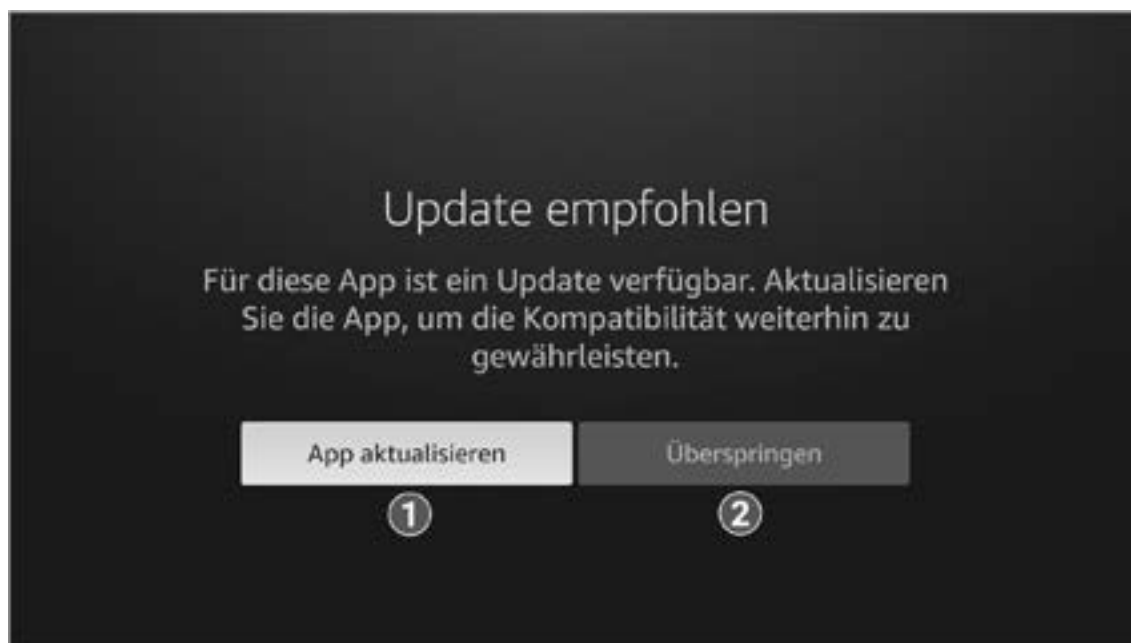 Update empfohlen
Für diese App ist ein Update verfügbar. Aktualisieren
Sie die App, um die Kompatibilität weiterhin zu
gewährleisten.
App aktualisieren Überspringen
1 2